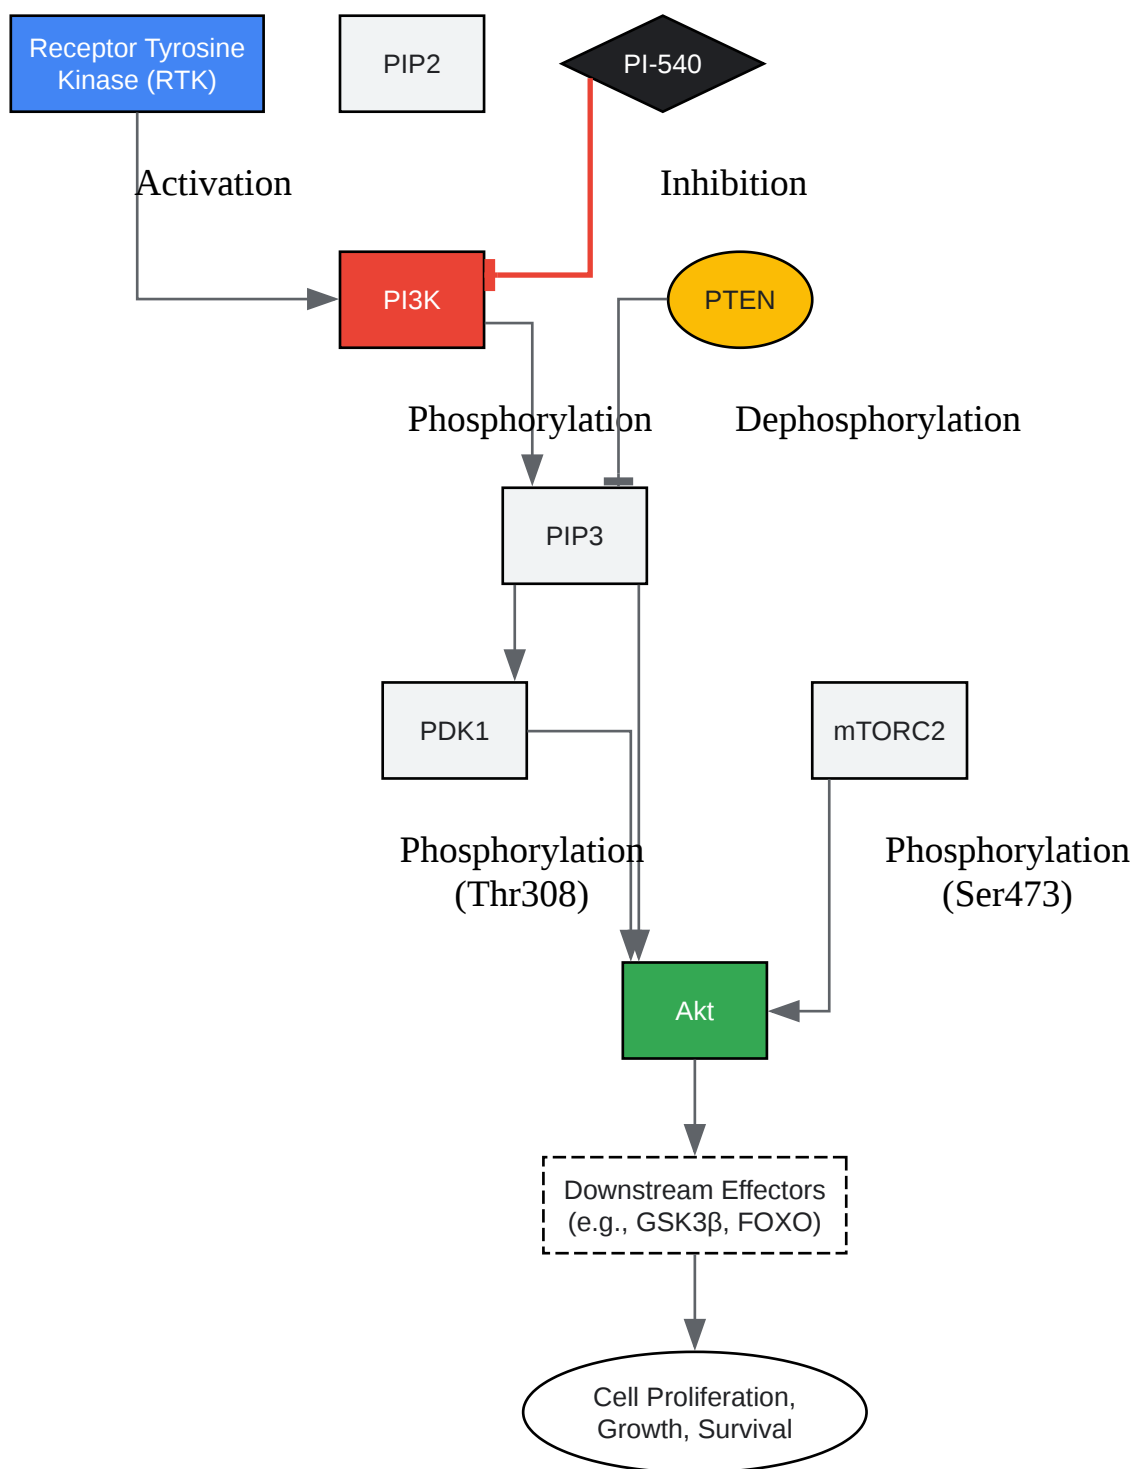 Receptor Tyrosine
Kinase (RTK)
PIP2
PI-540
Activation
Inhibition
PI3K
PTEN
Phosphorylation
Dephosphorylation
PIP3
PDK1
mTORC2
Phosphorylation
(Thr308)
Phosphorylation
(Ser473)
Akt
Downstream Effectors
(e.g., GSK3β, FOXO)
Cell Proliferation,
Growth, Survival